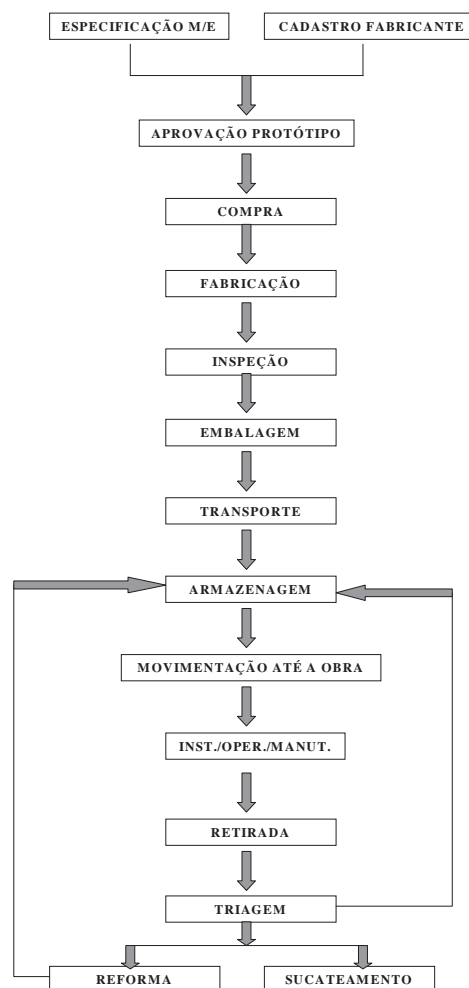 ESPECIFICAÇÃO M/E
CADASTRO FABRICANTE
APROVAÇÃO PROTÓTIPO
COMPRA
FABRICAÇÃO
INSPEÇÃO
EMBALAGEM
TRANSPORTE
ARMAZENAGEM
MOVIMENTAÇÃO ATÉ A OBRA
INST./OPER./MANUT.
RETIRADA
TRIAGEM
REFORMA
SUCATEAMENTO